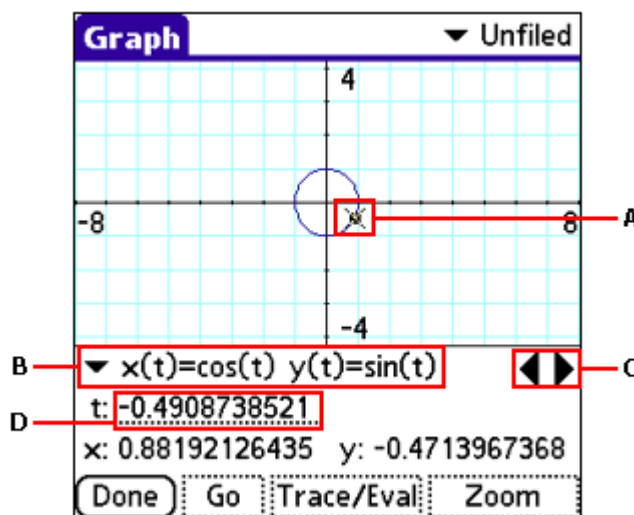 Graph
Unfiled
4
-8
8
-4
A
B
x(t)=cos(t) y(t)=sin(t)
C
D
t: -0.4908738521
x: 0.88192126435 y: -0.4713967368
Done Go Trace/Eval Zoom